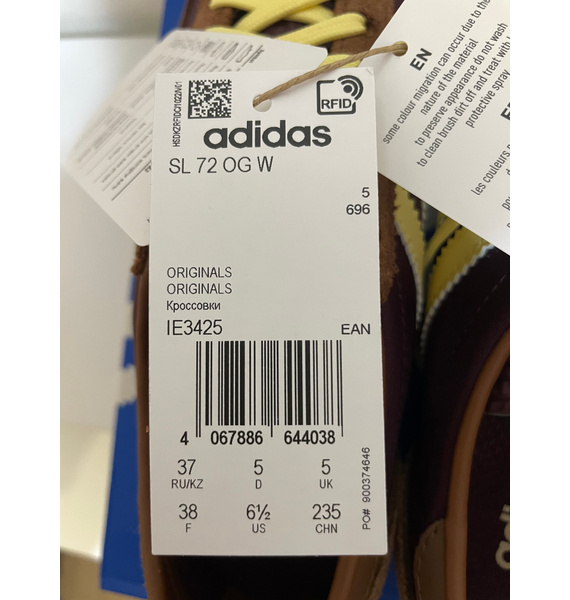 HSDKZRFIDCF1022W01
RFID
adidas
SL 72 OG W
5
696
ORIGINALS
ORIGINALS
Кроссовки
IE3425
EAN
4 067886 644038
37 5 5
RU/KZ D UK
38 6½ 235
F US CHN
PO# 900374646
EN
some colour migration can occur due to the
nature of the material
to preserve appearance do not wash
to clean brush dirt off and treat with
protective spray
les couleurs